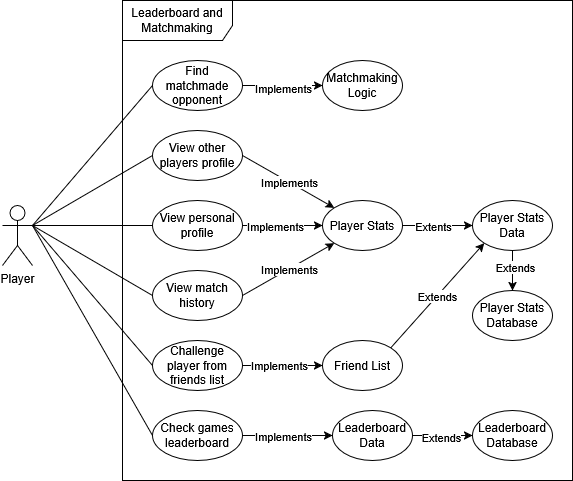 Leaderboard and
Matchmaking
Find
matchmade
opponent
Implements
Matchmaking
Logic
View other
players profile
Implements
View personal
profile
Implements
Player Stats
Extents
Player Stats
Data
Implements
Extends
Player
View match
history
Extends
Player Stats
Database
Challenge
player from
friends list
Implements
Friend List
Check games
leaderboard
Implements
Leaderboard
Data
Extends
Leaderboard
Database